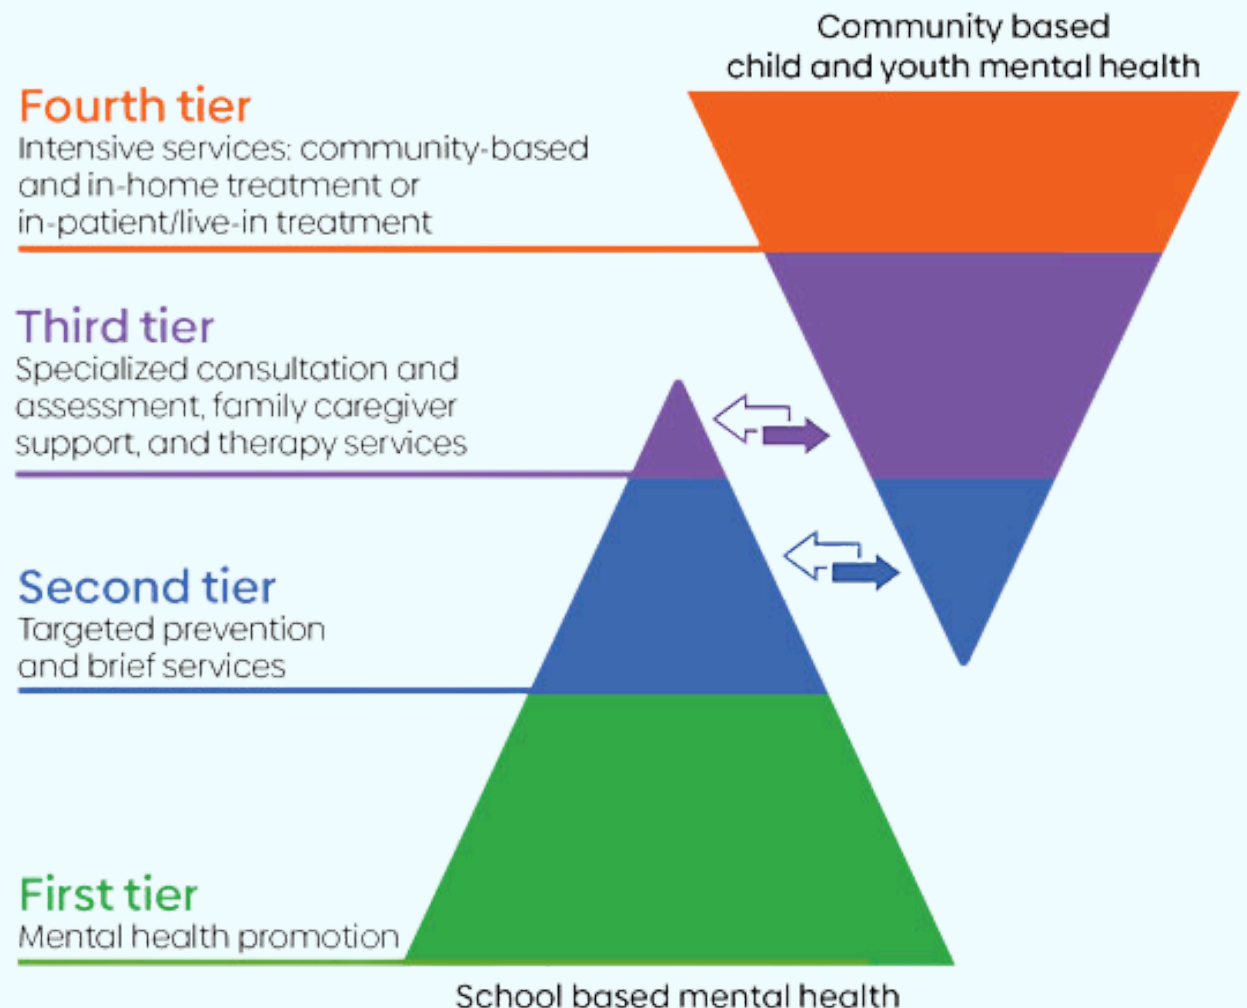 Community based
child and youth mental health
Fourth tier
Intensive services: community-based
and in-home treatment or
in-patient/live-in treatment
Third tier
Specialized consultation and
assessment, family caregiver
support, and therapy services
Second tier
Targeted prevention
and brief services
First tier
Mental health promotion
School based mental health